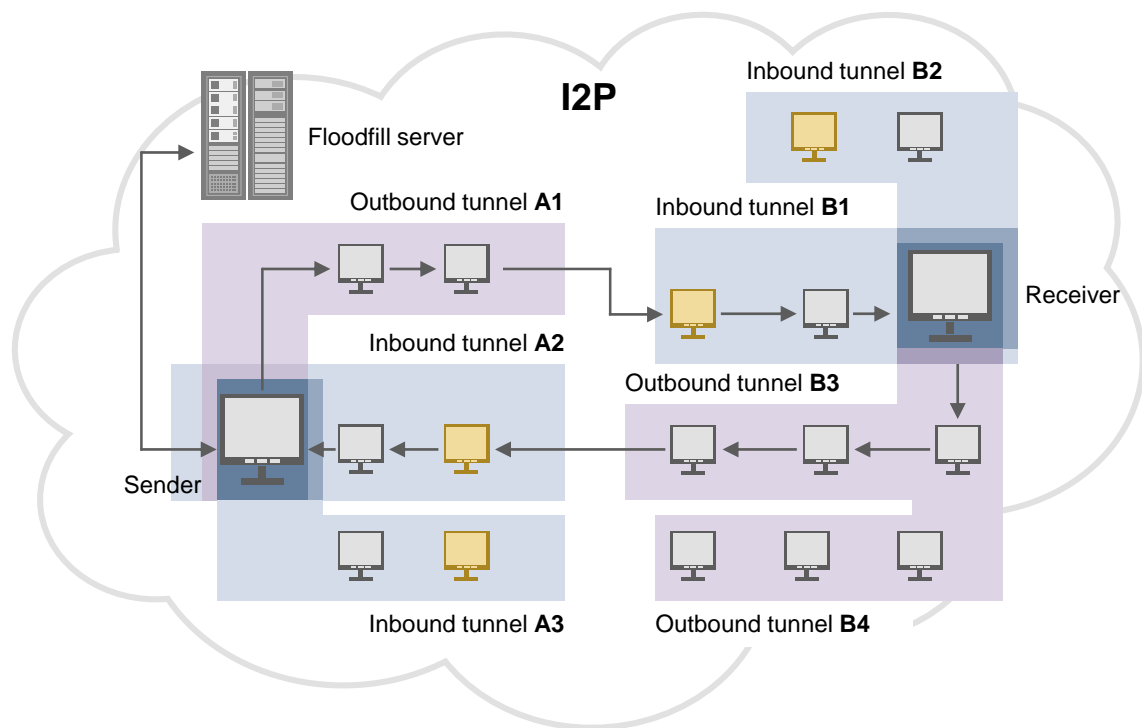 I2P
Inbound tunnel B2
Floodfill server
Outbound tunnel A1
Inbound tunnel B1
Receiver
Inbound tunnel A2
Outbound tunnel B3
Sender
Inbound tunnel A3
Outbound tunnel B4